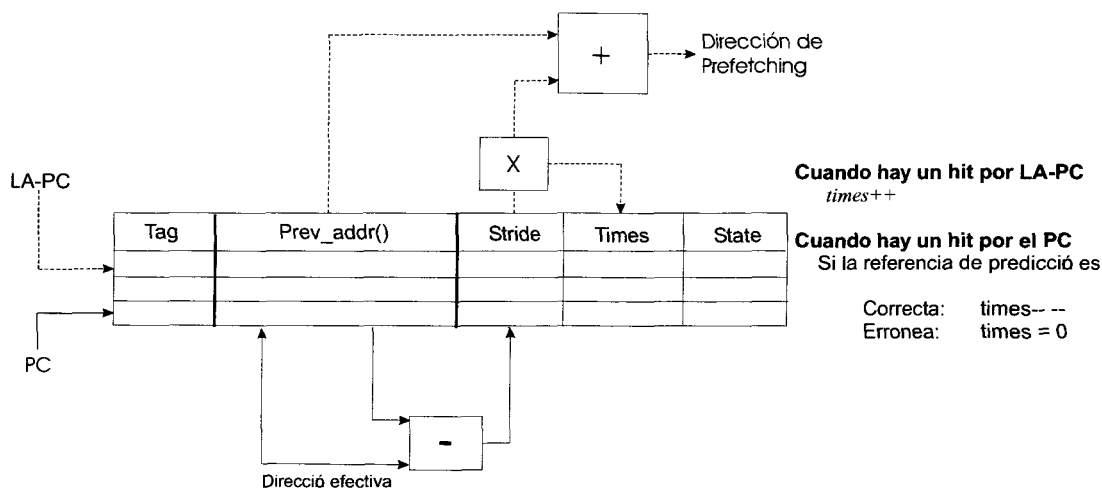 +
Dirección de
Prefetching
X
LA-PC
Tag Prev_addr() Stride Times State
PC
-
Direcció efectiva
Cuando hay un hit por LA-PC
times++
Cuando hay un hit por el PC
Si la referencia de predicció es
Correcta: times-- --
Erronea: times = 0